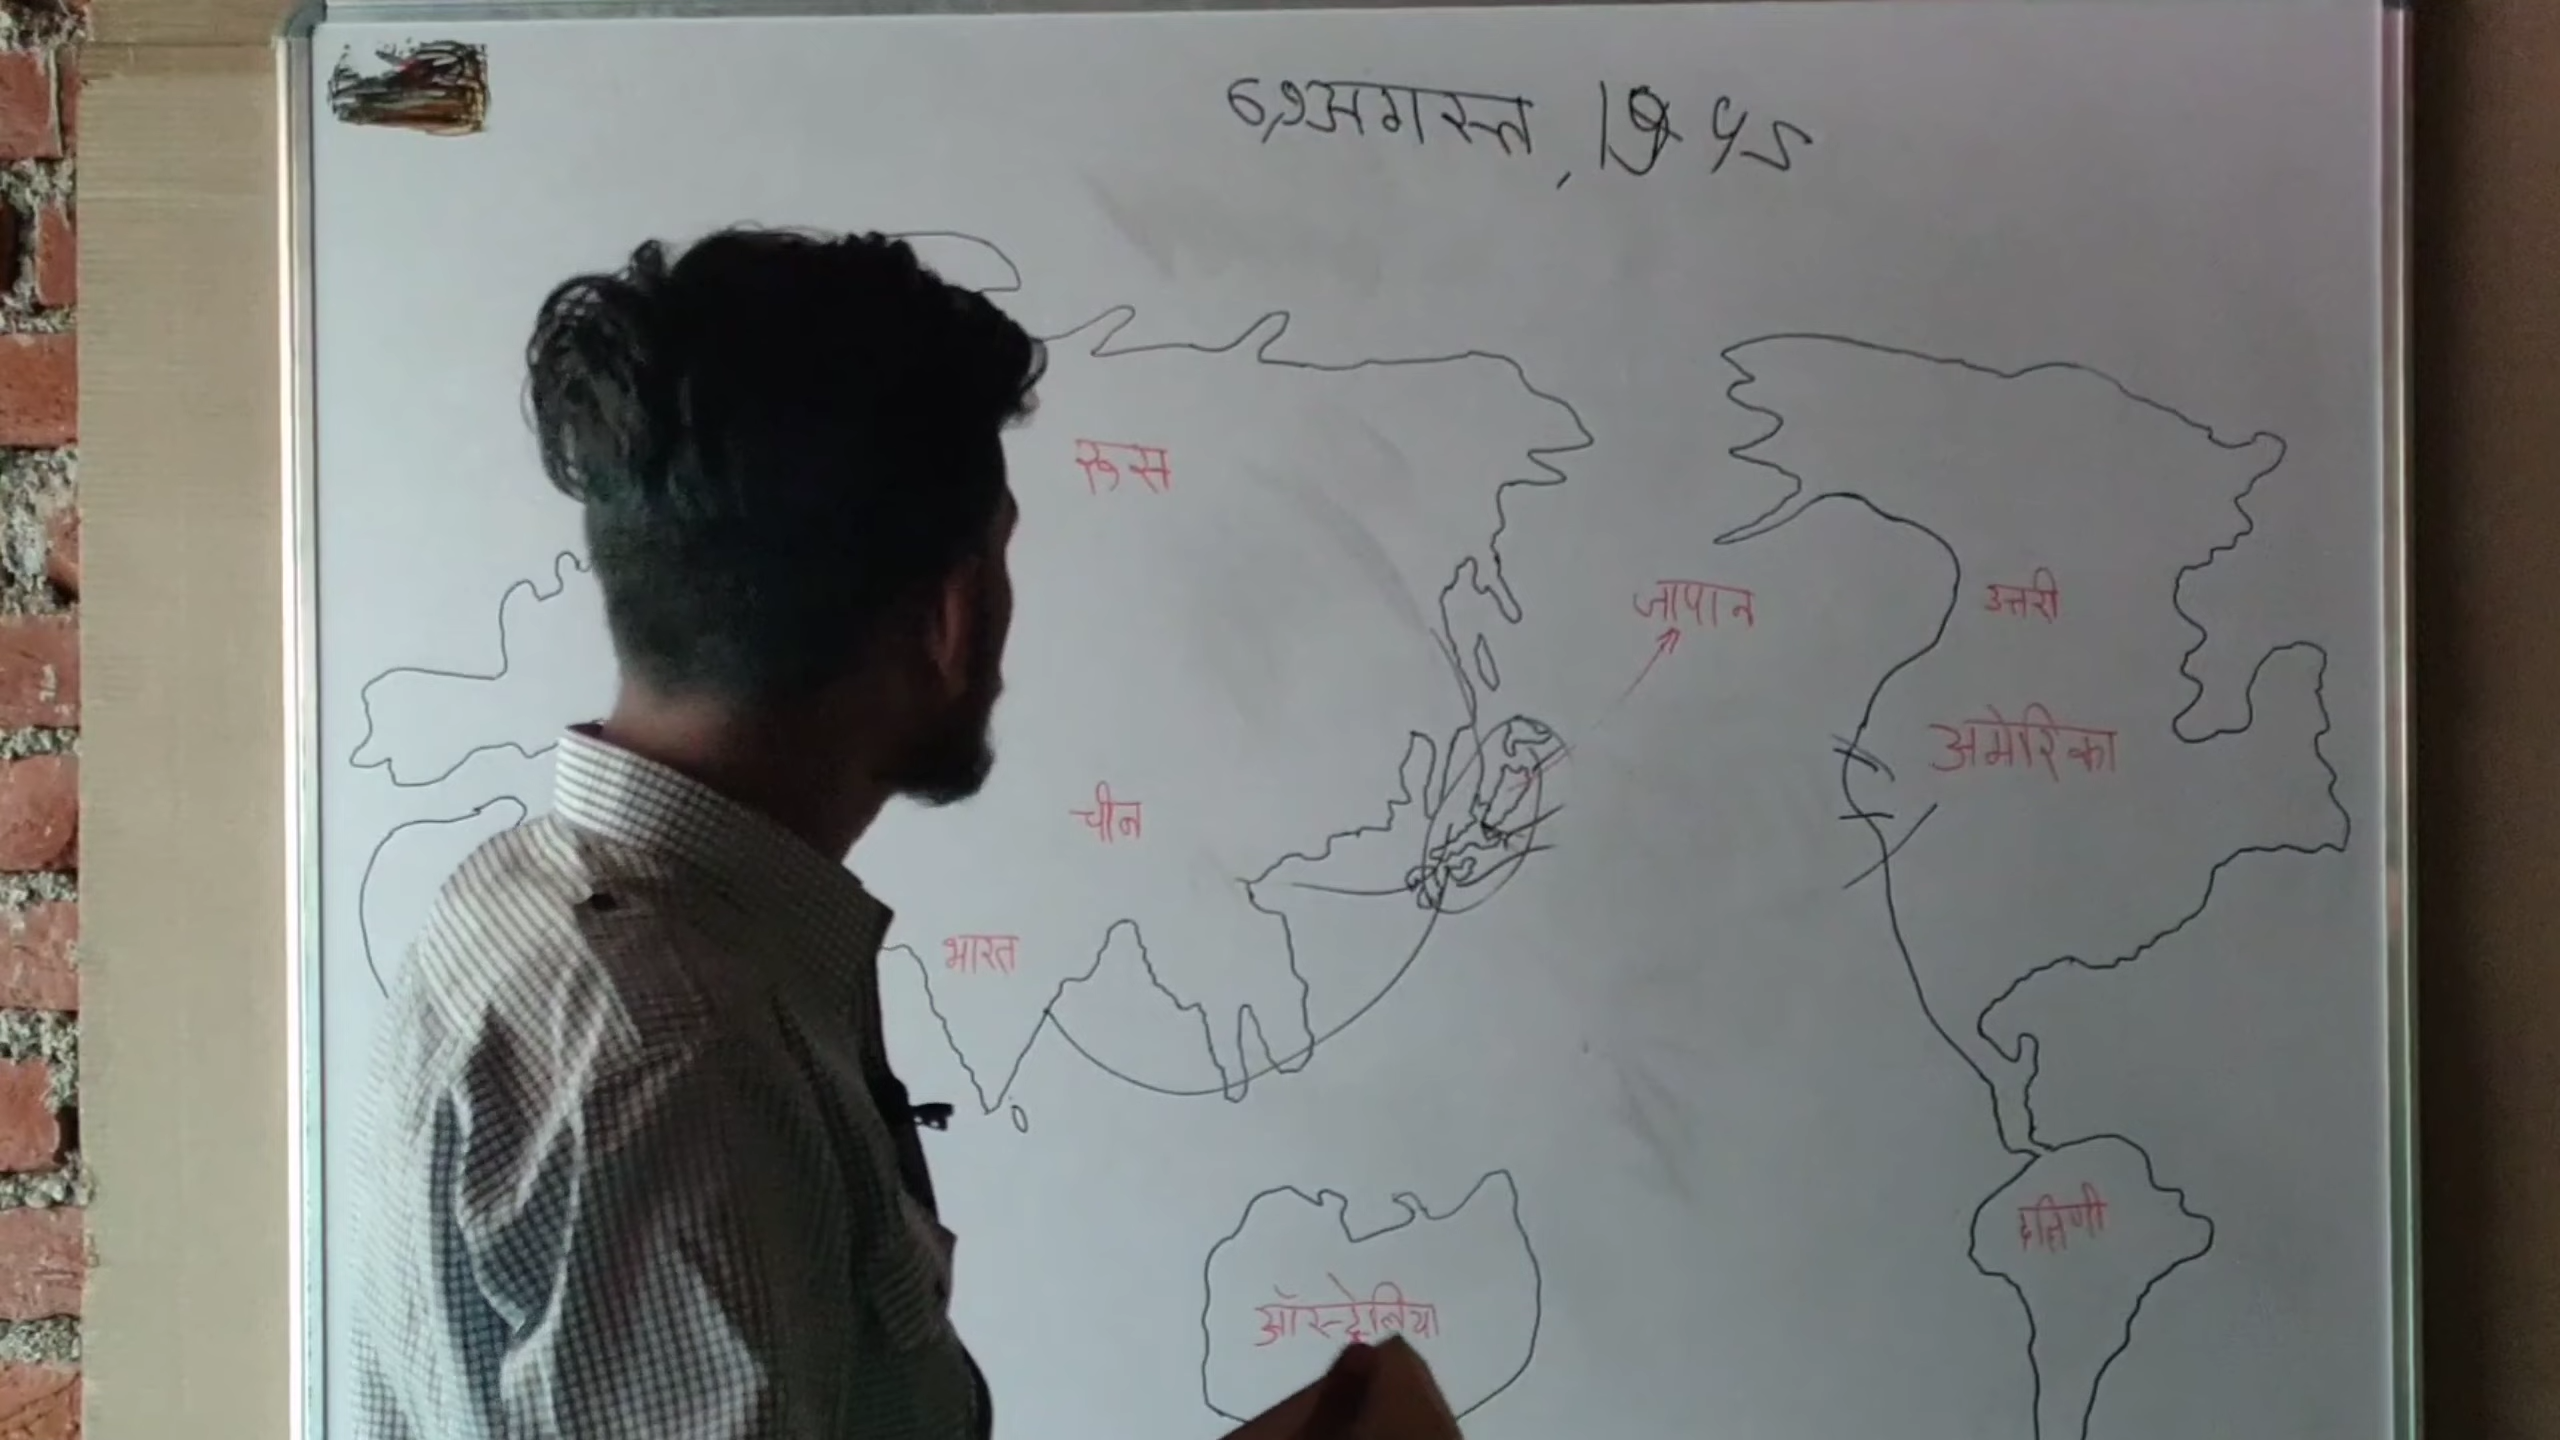 6,9 अगस्त, 1945
रूस
जापान
उत्तरी
अमेरिका
चीन
भारत
दक्षिणी
ऑस्ट्रेलिया